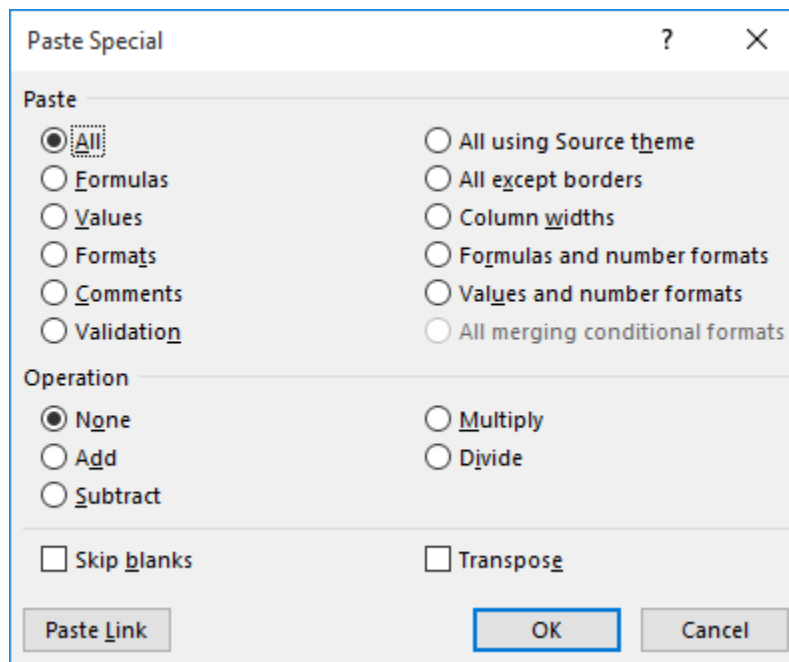 Paste Special
?
Paste
All
All using Source theme
Formulas
All except borders
Values
Column widths
Formats
Formulas and number formats
Comments
Values and number formats
Validation
All merging conditional formats
Operation
None
Multiply
Add
Divide
Subtract
Skip blanks
Transpose
Paste Link
OK
Cancel